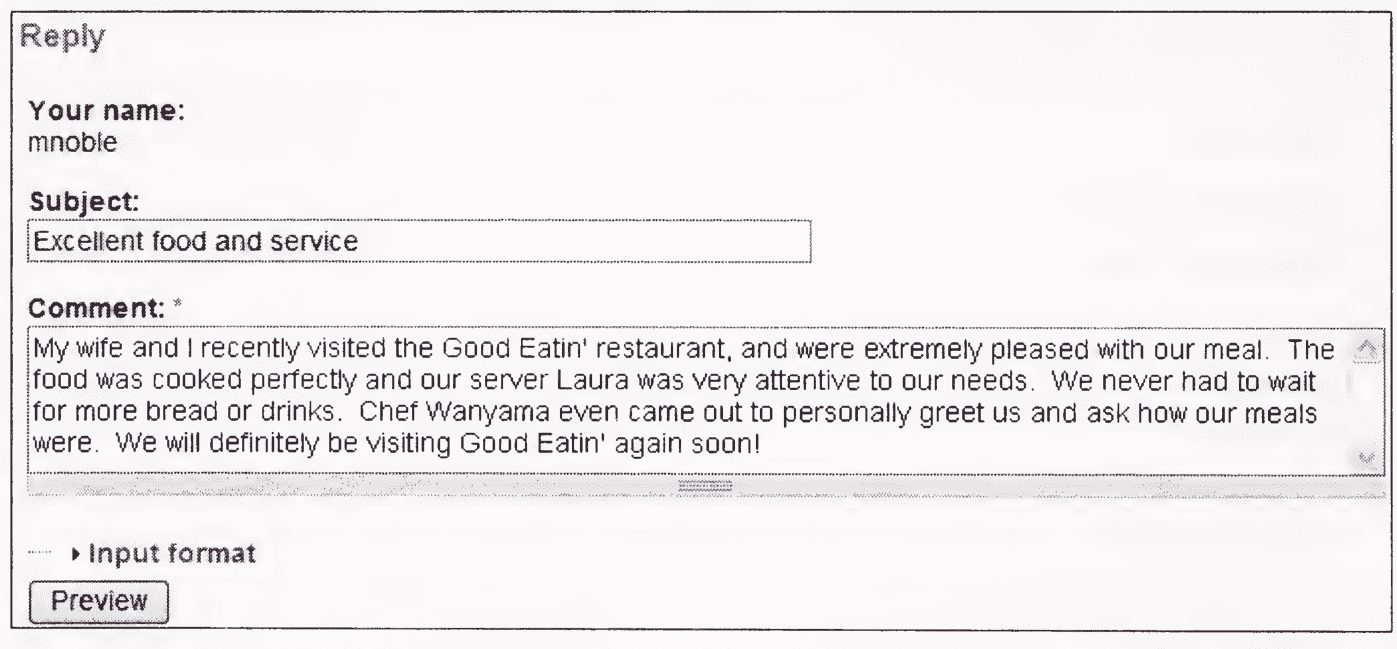 Reply
Your name:
mnoble
Subject:
Excellent food and service
Comment: *
My wife and I recently visited the Good Eatin' restaurant, and were extremely pleased with our meal.  The
food was cooked perfectly and our server Laura was very attentive to our needs.  We never had to wait
for more bread or drinks.  Chef Wanyama even came out to personally greet us and ask how our meals
were.  We will definitely be visiting Good Eatin' again soon!
Input format
Preview